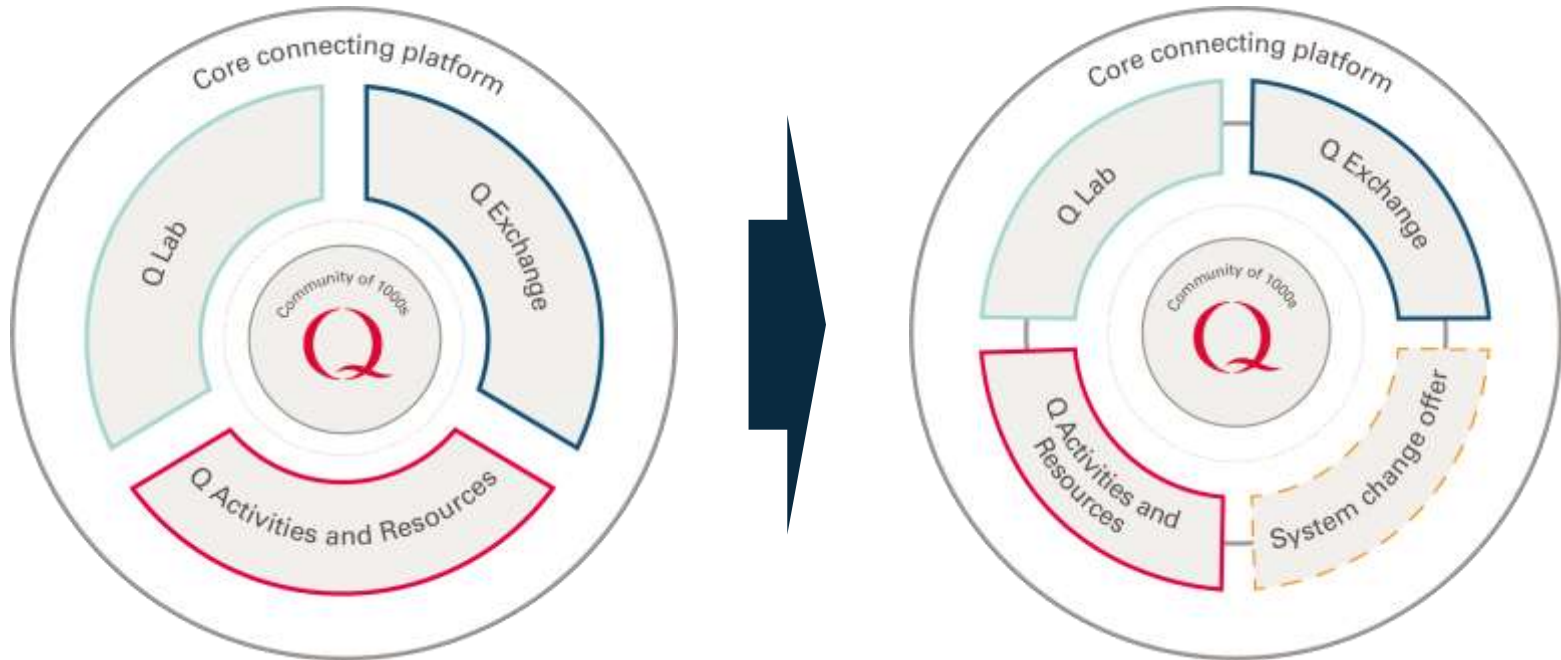 Core connecting platform
Q Lab
Q Exchange
Community of 1000s
Q
Q Activities and Resources
Core connecting platform
Q Lab
Q Exchange
Community of 1000s
Q
Q Activities and
Resources
System change offer